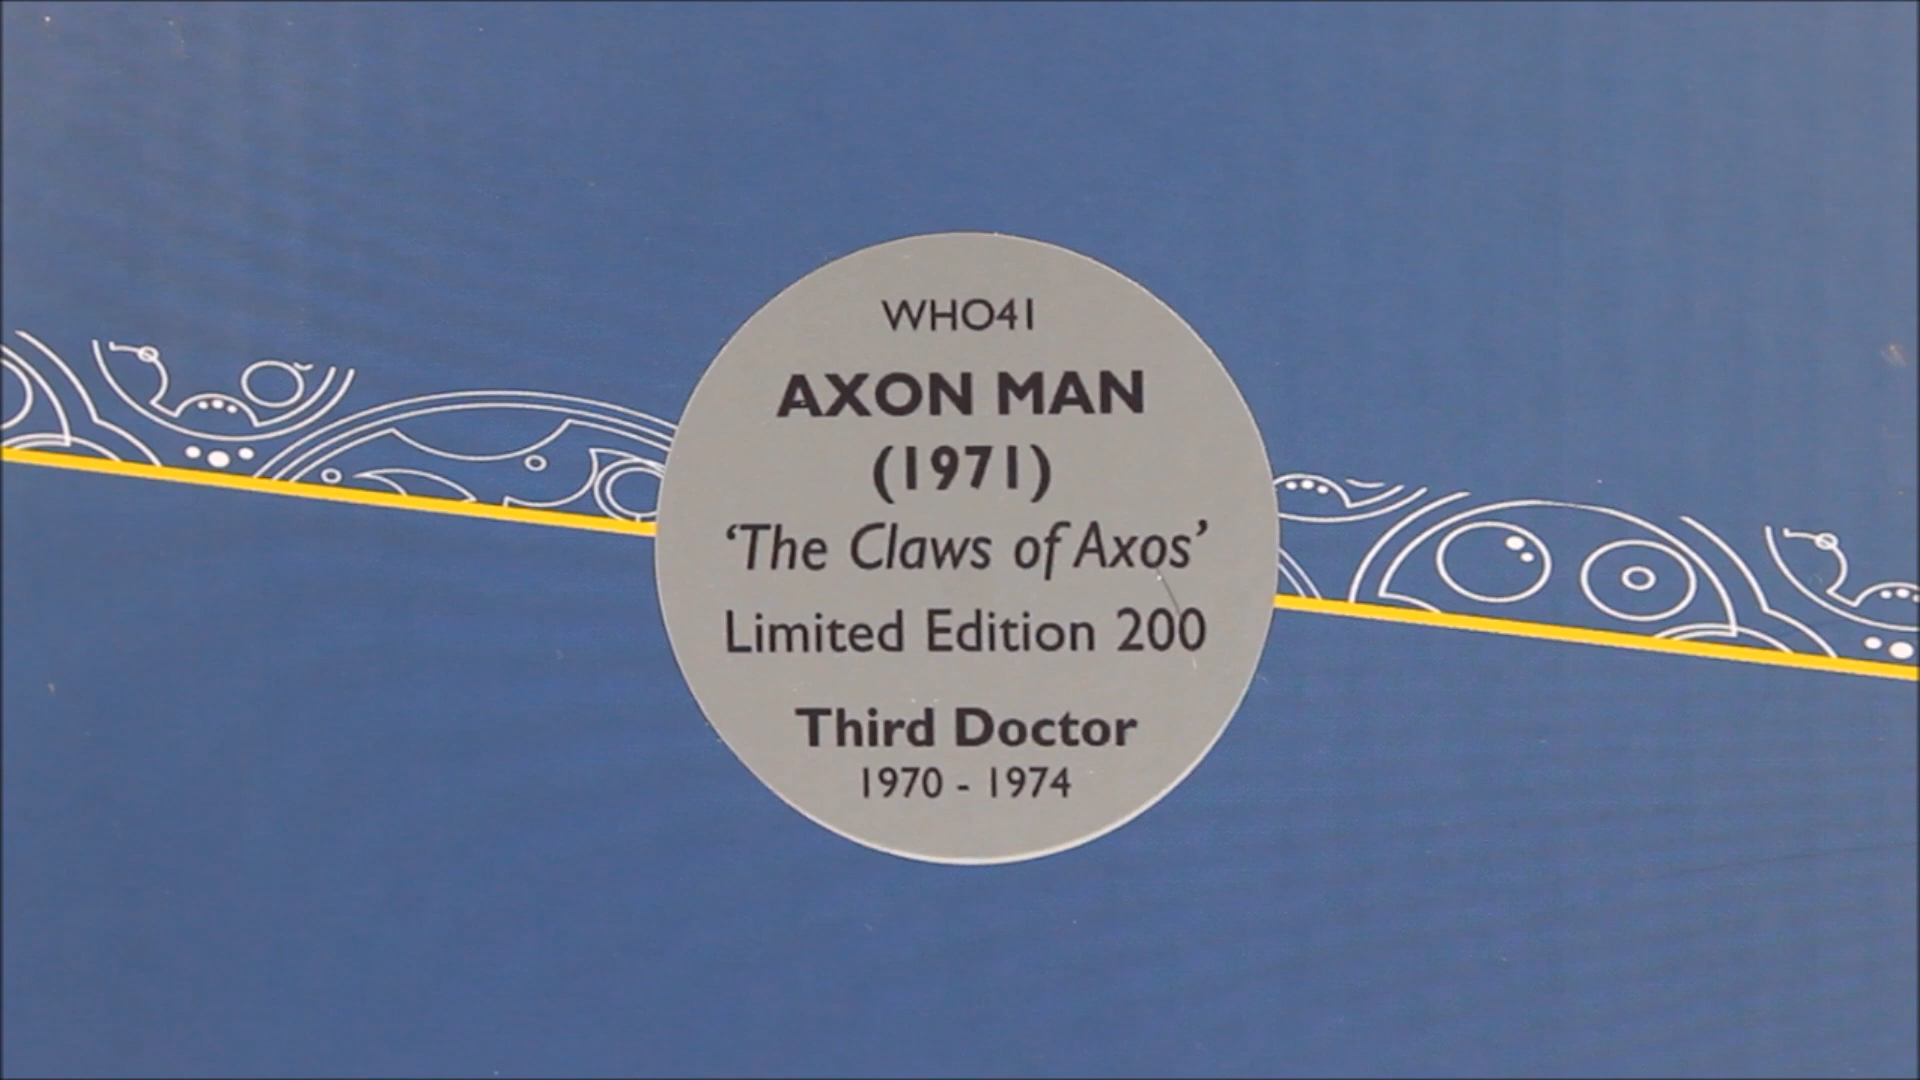 WHO41
AXON MAN
(1971)
‘The Claws of Axos’
Limited Edition 200
Third Doctor
1970 - 1974